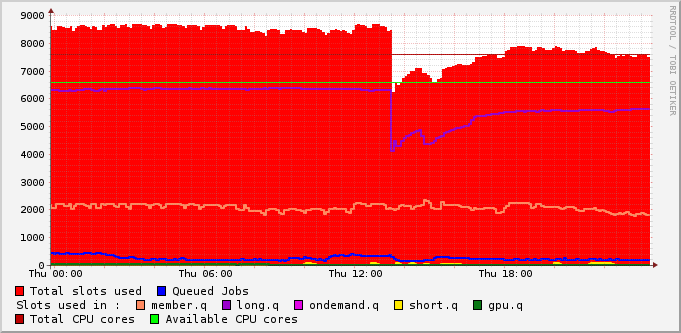 RRDTOOL / TOBI OETIKER
9000
8000
7000
6000
5000
4000
3000
2000
1000
0
Thu 00:00 Thu 06:00 Thu 12:00 Thu 18:00
Total slots used Queued Jobs
Slots used in : member.q long.q ondemand.q short.q gpu.q
Total CPU cores Available CPU cores